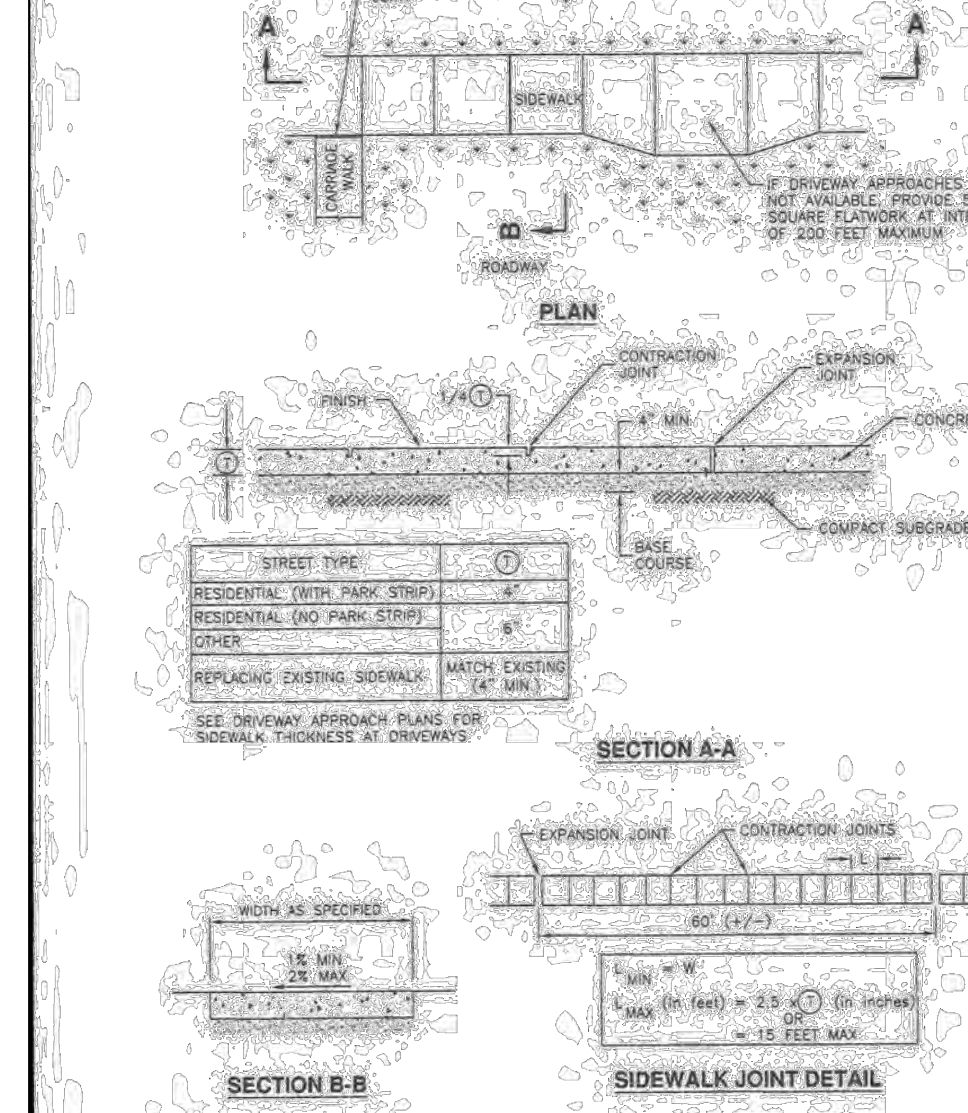 A
A
SIDEWALK
CARRIAGE
WALK
IF DRIVEWAY APPROACHES
NOT AVAILABLE, PROVIDE
SQUARE FLATWORK AT
OF 200 FEET MAXIMUM
B
ROADWAY
PLAN
CONTRACTION
JOINT
EXPANSION
JOINT
FINISH
1/4 T
4" MIN.
T
BASE
COURSE
COMPACT SUBGRADE
STREET TYPE T
RESIDENTIAL (WITH PARK STRIP) 4"
RESIDENTIAL (NO PARK STRIP)
OTHER
6"
REPLACING EXISTING SIDEWALK
MATCH EXISTING
(4" MIN.)
SEE DRIVEWAY APPROACH PLANS FOR
SIDEWALK THICKNESS AT DRIVEWAYS
SECTION A-A
EXPANSION JOINT
CONTRACTION JOINTS
L
60' (+/-)
WIDTH AS SPECIFIED
1% MIN
2% MAX
L MIN = W
L MAX (in feet) = 2.5 x T (in inches)
OR
= 15 FEET MAX
SECTION B-B
SIDEWALK JOINT DETAIL